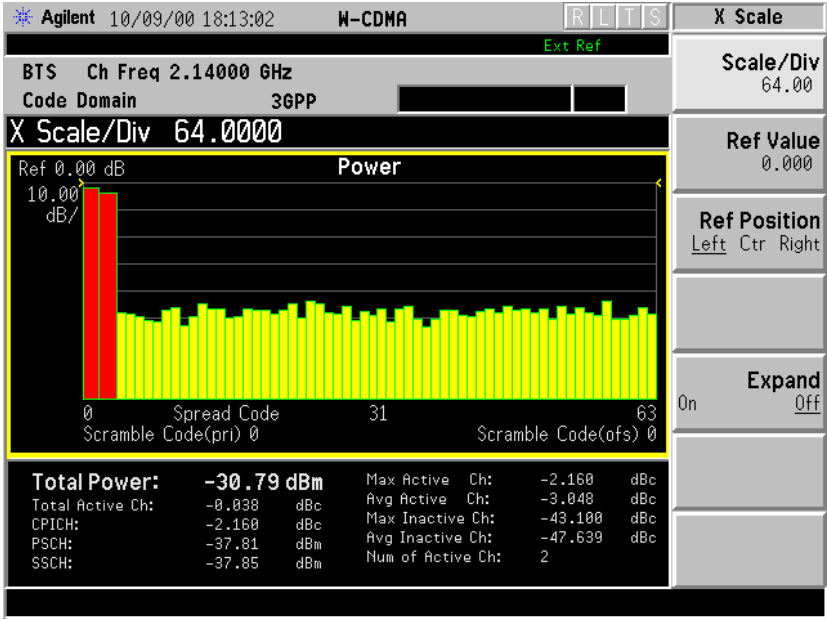 Agilent 10/09/00 18:13:02 W-CDMA R L T S
Ext Ref
BTS Ch Freq 2.14000 GHz
Code Domain 3GPP
X Scale/Div 64.0000
Ref 0.00 dB Power
10.00
dB/
0 Spread Code 31 63
Scramble Code(pri) 0 Scramble Code(ofs) 0
Total Power: -30.79 dBm
Total Active Ch: -0.038 dBc
CPICH: -2.160 dBc
PSCH: -37.81 dBm
SSCH: -37.85 dBm
Max Active Ch: -2.160 dBc
Avg Active Ch: -3.048 dBc
Max Inactive Ch: -43.100 dBc
Avg Inactive Ch: -47.639 dBc
Num of Active Ch: 2
X Scale
Scale/Div
64.00
Ref Value
0.000
Ref Position
Left Ctr Right
Expand
On Off